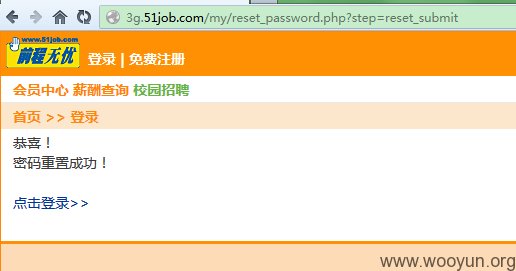 3g.51job.com/my/reset_password.php?step=reset_submit
www.51job.com
前程无忧
登录 | 免费注册
会员中心 薪酬查询 校园招聘
首页 >> 登录
恭喜！
密码重置成功！
点击登录>>
www.wooyun.org